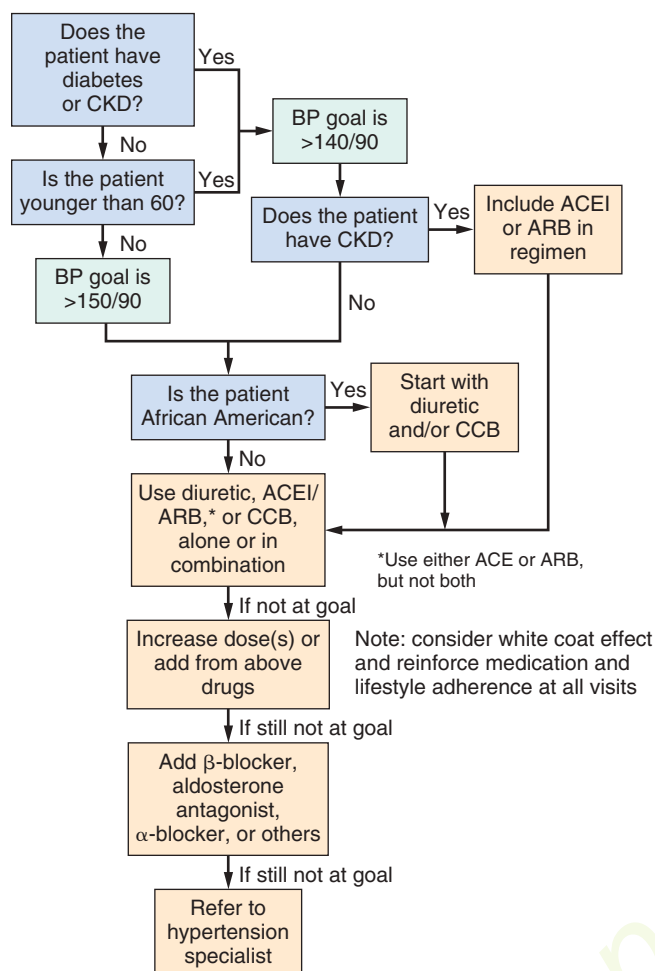 Does the
patient have
diabetes
or CKD?
Yes
No
Is the patient
younger than 60?
Yes
No
BP goal is
>150/90
BP goal is
>140/90
Does the patient
have CKD?
Yes
Include ACEI
or ARB in
regimen
No
Is the patient
African American?
Yes
Start with
diuretic
and/or CCB
No
Use diuretic, ACEI/
ARB,* or CCB,
alone or in
combination
*Use either ACE or ARB,
but not both
If not at goal
Increase dose(s) or
add from above
drugs
Note: consider white coat effect
and reinforce medication and
lifestyle adherence at all visits
If still not at goal
Add β-blocker,
aldosterone
antagonist,
α-blocker, or others
If still not at goal
Refer to
hypertension
specialist